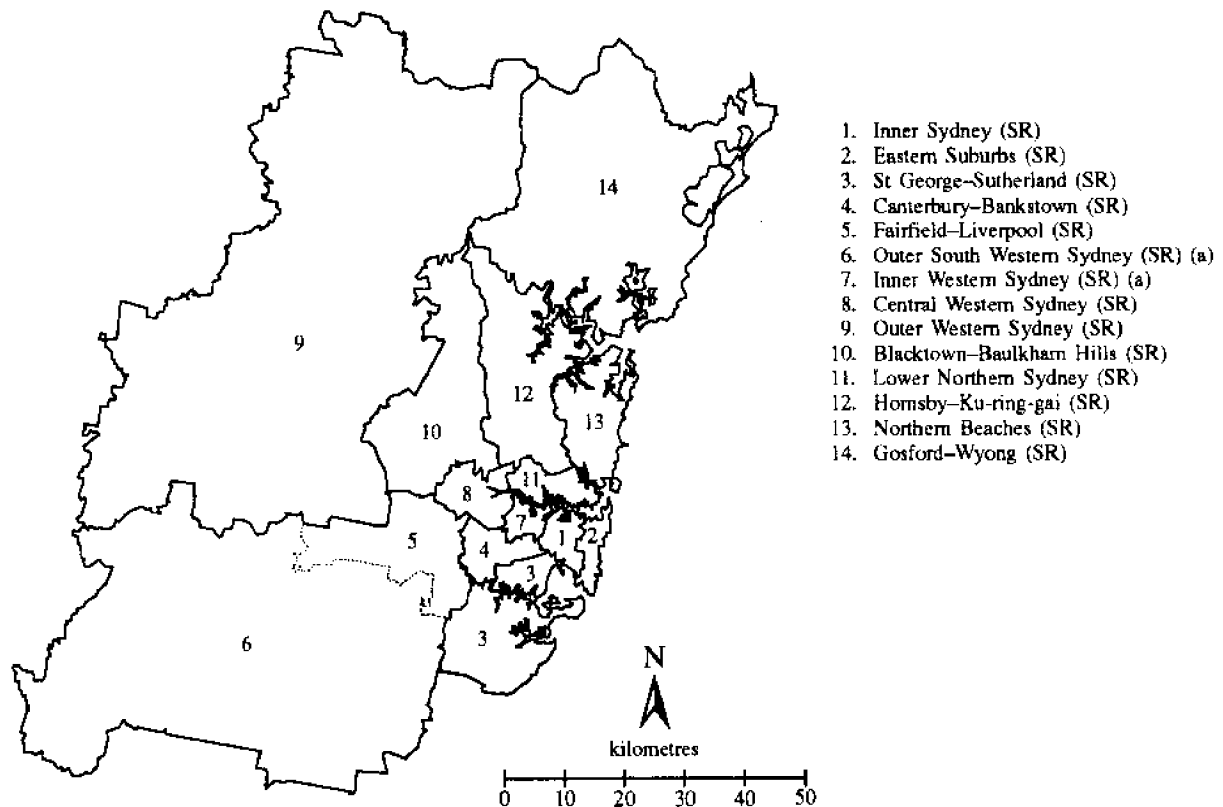 1. Inner Sydney (SR)
2. Eastern Suburbs (SR)
3. St George–Sutherland (SR)
4. Canterbury–Bankstown (SR)
5. Fairfield–Liverpool (SR)
6. Outer South Western Sydney (SR) (a)
7. Inner Western Sydney (SR) (a)
8. Central Western Sydney (SR)
9. Outer Western Sydney (SR)
10. Blacktown–Baulkham Hills (SR)
11. Lower Northern Sydney (SR)
12. Hornsby–Ku-ring-gai (SR)
13. Northern Beaches (SR)
14. Gosford–Wyong (SR)
14
9
12
13
10
11
8
7
5
4
1
2
3
6
3
N
kilometres
0 10 20 30 40 50